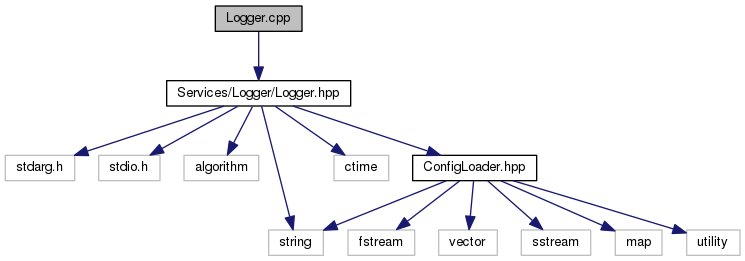 Logger.cpp
Services/Logger/Logger.hpp
stdarg.h
stdio.h
algorithm
ctime
ConfigLoader.hpp
string
fstream
vector
sstream
map
utility